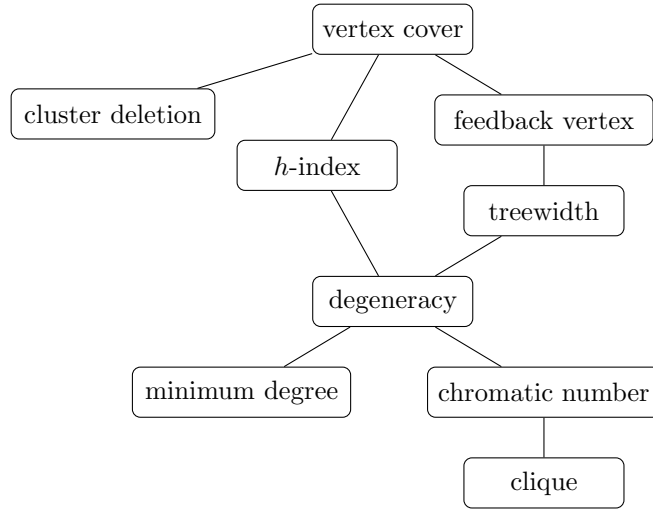 vertex cover
cluster deletion
feedback vertex
h-index
treewidth
degeneracy
minimum degree
chromatic number
clique